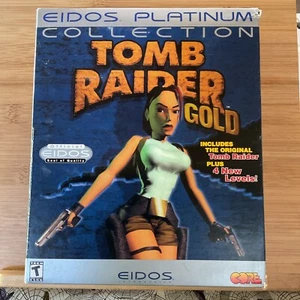 EIDOS PLATINUM
COLLECTION
TOMB
RAIDER
GOLD
INCLUDES
THE ORIGINAL
Tomb Raider
PLUS
4 New
Levels!
Official
EIDOS
Seal of Quality
T
EIDOS
CORE